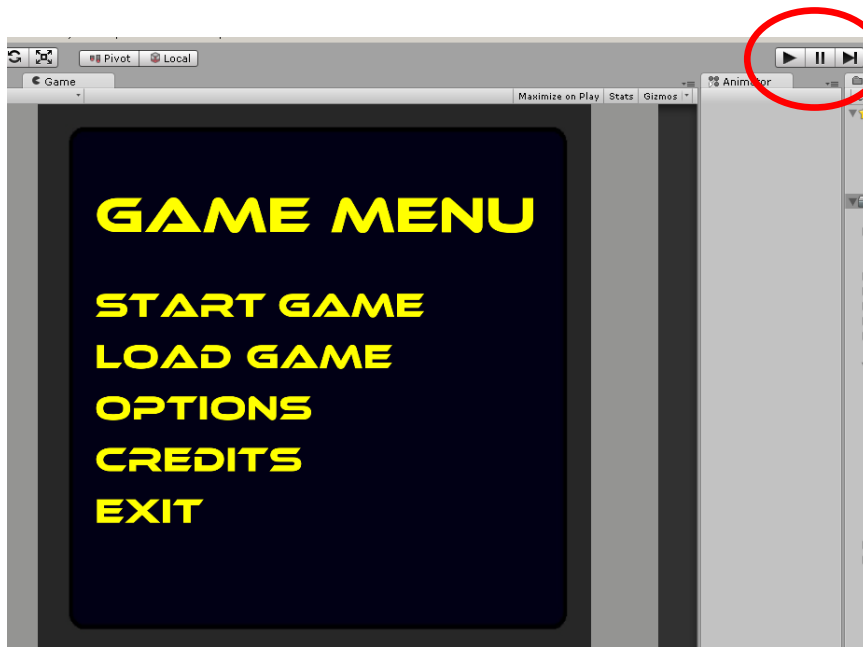 Pivot Local
Game Animator
Maximize on Play Stats Gizmos
GAME MENU
START GAME
LOAD GAME
OPTIONS
CREDITS
EXIT